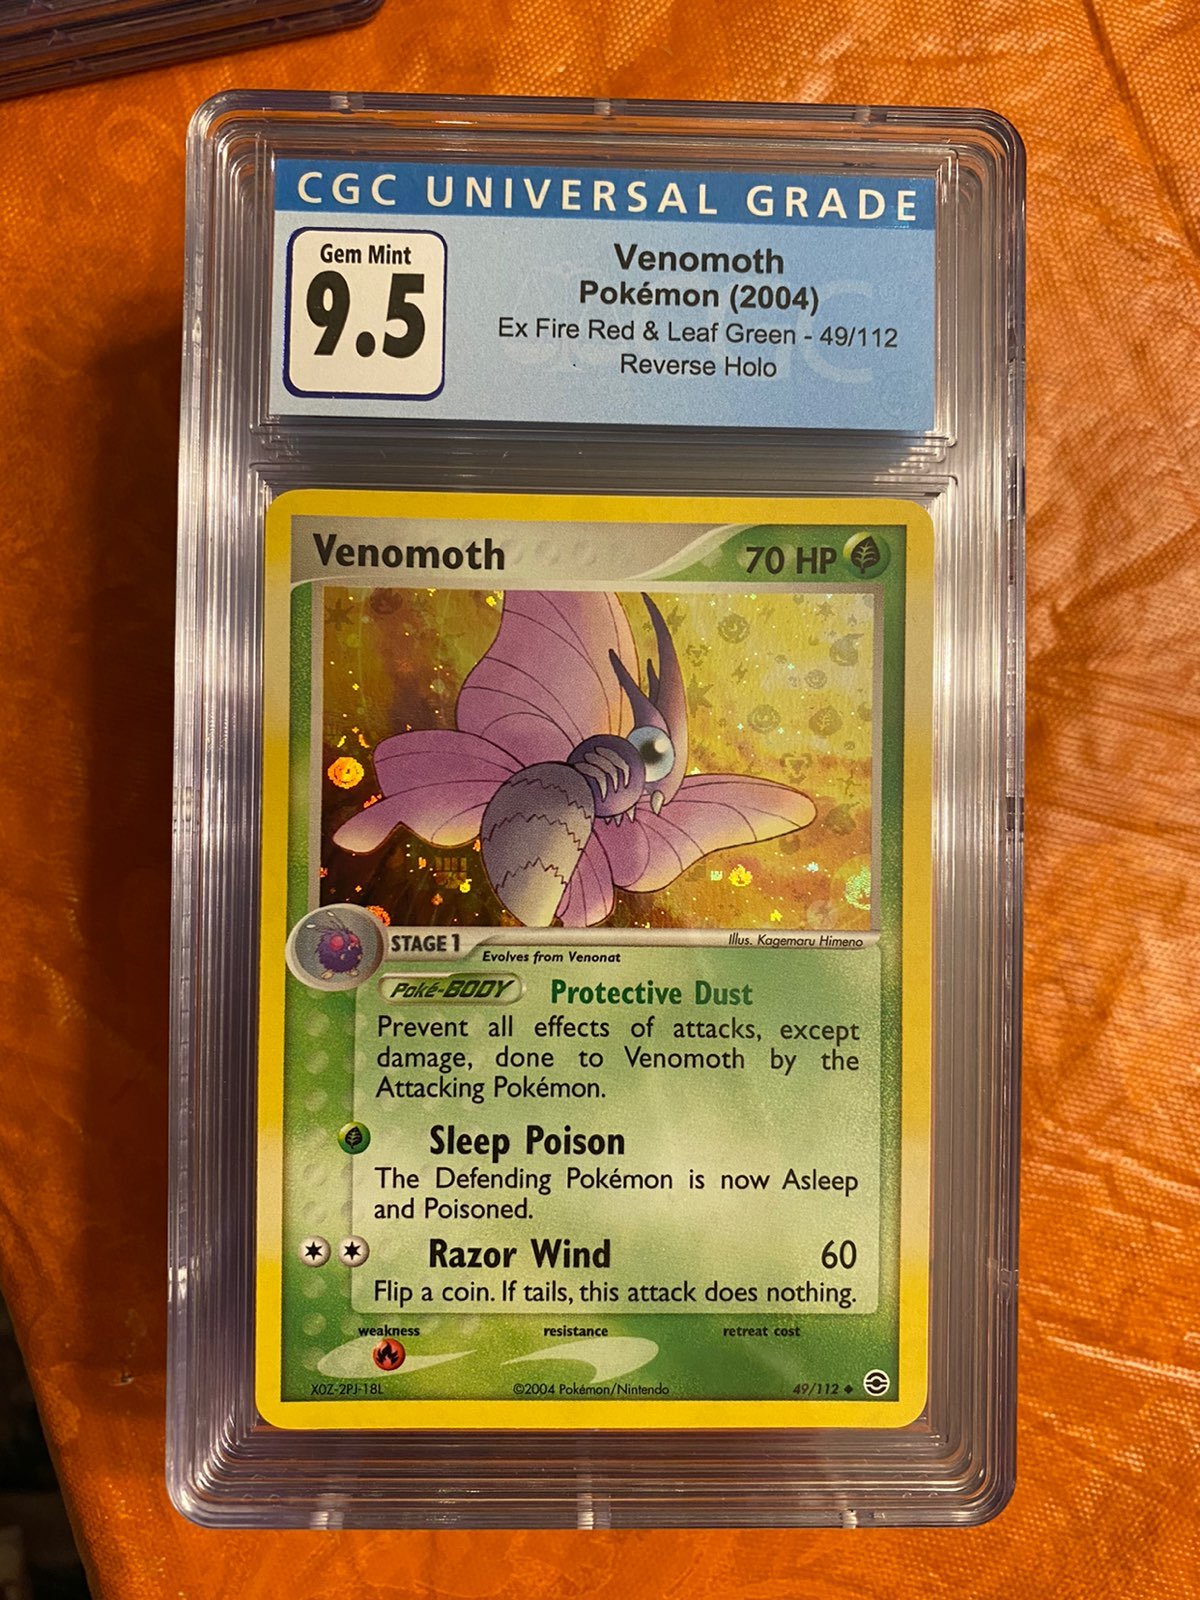 CGC UNIVERSAL GRADE
Gem Mint
9.5
Venomoth
Pokémon (2004)
Ex Fire Red & Leaf Green - 49/112
Reverse Holo
Venomoth
70 HP
STAGE 1
Evolves from Venonat
Illus. Kagemaru Himeno
Poké-BODY Protective Dust
Prevent all effects of attacks, except
damage, done to Venomoth by the
Attacking Pokémon.
Sleep Poison
The Defending Pokémon is now Asleep
and Poisoned.
Razor Wind 60
Flip a coin. If tails, this attack does nothing.
weakness resistance retreat cost
X0Z-2PJ-18L ©2004 Pokémon/Nintendo 49/112